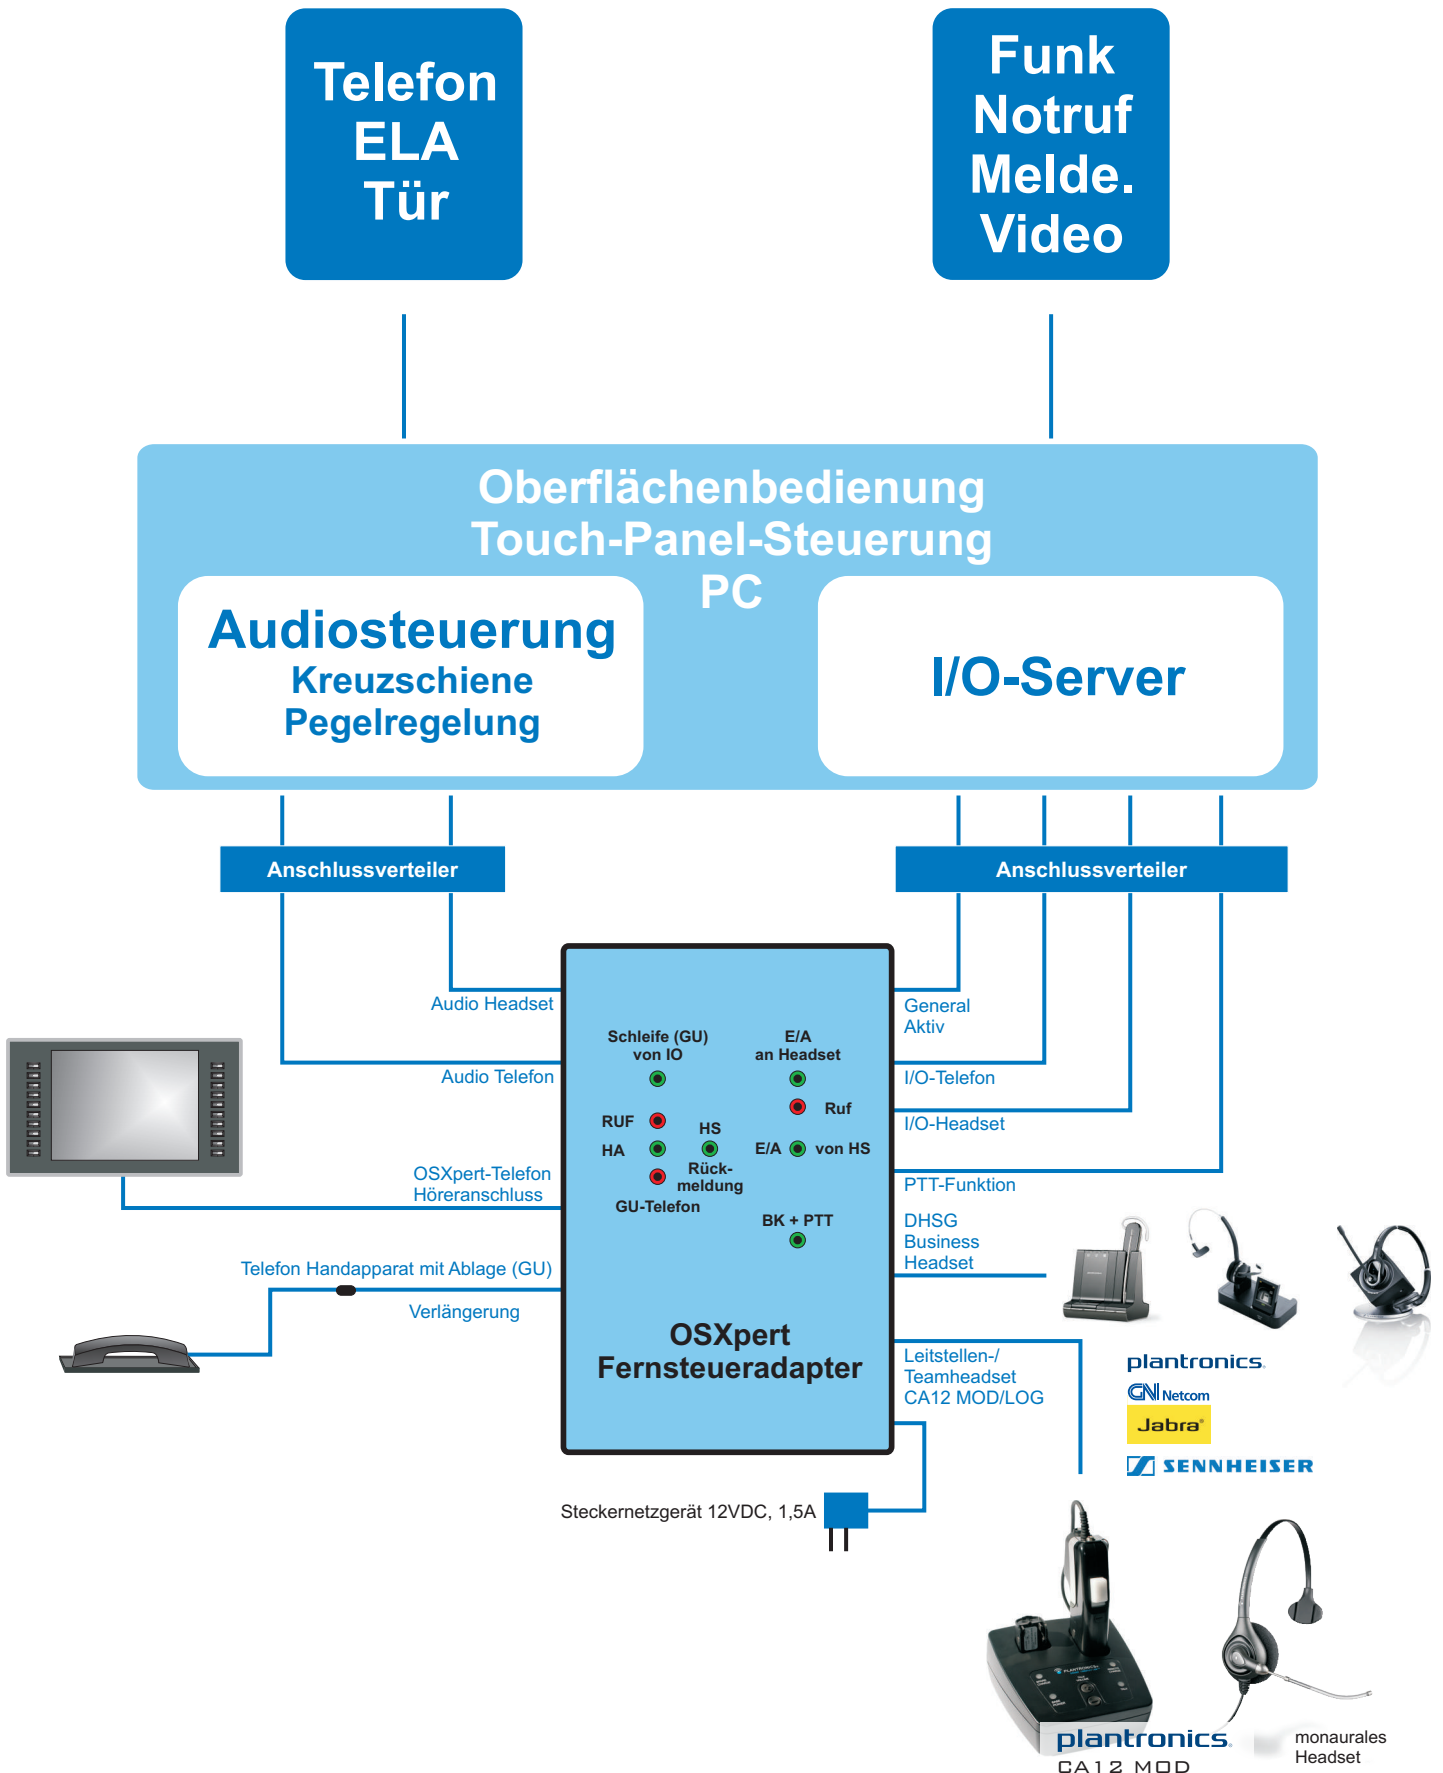 Telefon
ELA
Tür
Funk
Notruf
Melde.
Video
Oberflächenbedienung
Touch-Panel-Steuerung
PC
Audiosteuerung
Kreuzschiene
Pegelregelung
I/O-Server
Anschlussverteiler
Anschlussverteiler
Audio Headset
Audio Telefon
OSXpert-Telefon
Höreranschluss
Telefon Handapparat mit Ablage (GU)
Verlängerung
Schleife (GU)
von IO
E/A
an Headset
RUF
HS
Ruf
HA
E/A
von HS
Rück-
meldung
GU-Telefon
BK + PTT
OSXpert
Fernsteueradapter
General
Aktiv
I/O-Telefon
I/O-Headset
PTT-Funktion
DHSG
Business
Headset
Leitstellen-/
Teamheadset
CA12 MOD/LOG
plantronics.
GN Netcom
Jabra®
SENNHEISER
Steckernetzgerät 12VDC, 1,5A
PLANTRONICS
plantronics.
CA12 MOD
monaurales
Headset